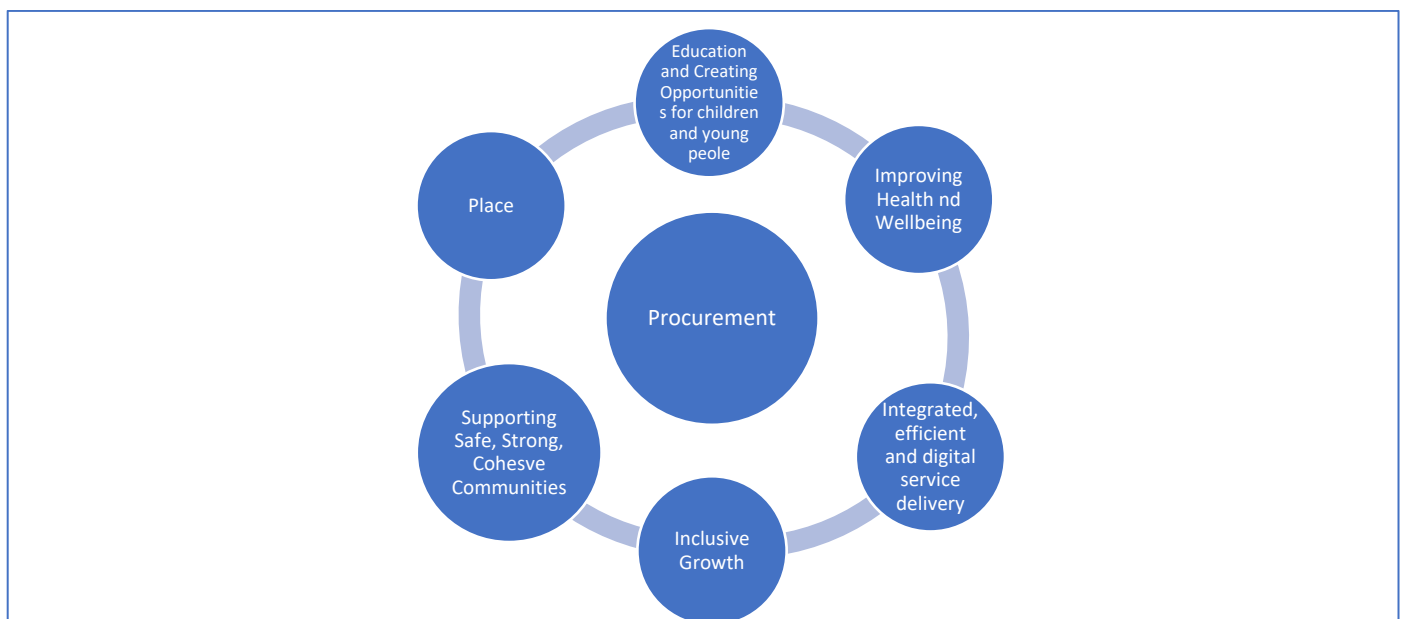 Education
and Creating
Opportunitie
s for children
and young
peole
Improving
Health nd
Wellbeing
Place
Procurement
Integrated,
efficient
and digital
service
delivery
Supporting
Safe, Strong,
Cohesve
Communities
Inclusive
Growth